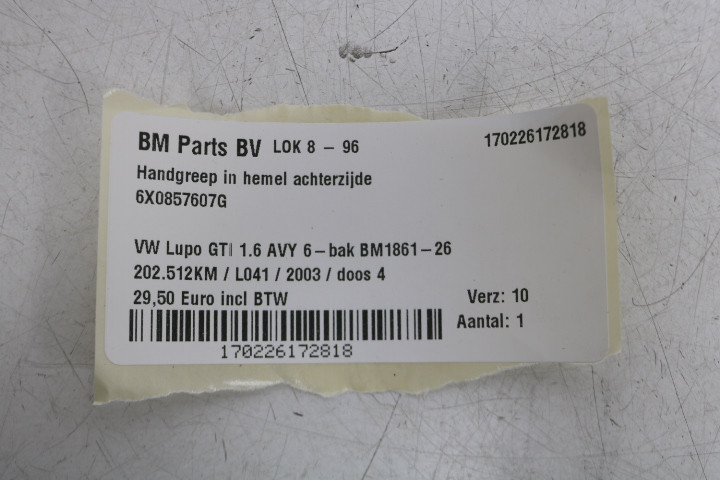 BM Parts BV LOK 8 - 96 170226172818
Handgreep in hemel achterzijde
6X0857607G
VW Lupo GTI 1.6 AVY 6-bak BM1861-26
202.512KM / L041 / 2003 / doos 4
29,50 Euro incl BTW Verz: 10
Aantal: 1
170226172818